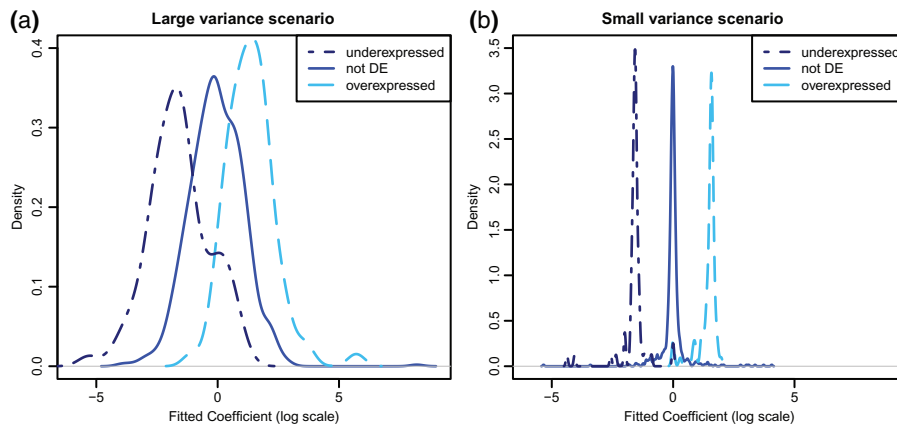 (a)
Large variance scenario
underexpressed
not DE
overexpressed
Density
0.0
0.1
0.2
0.3
0.4
−5
0
5
Fitted Coefficient (log scale)
(b)
Small variance scenario
underexpressed
not DE
overexpressed
Density
0.0
0.5
1.0
1.5
2.0
2.5
3.0
3.5
−5
0
5
Fitted Coefficient (log scale)